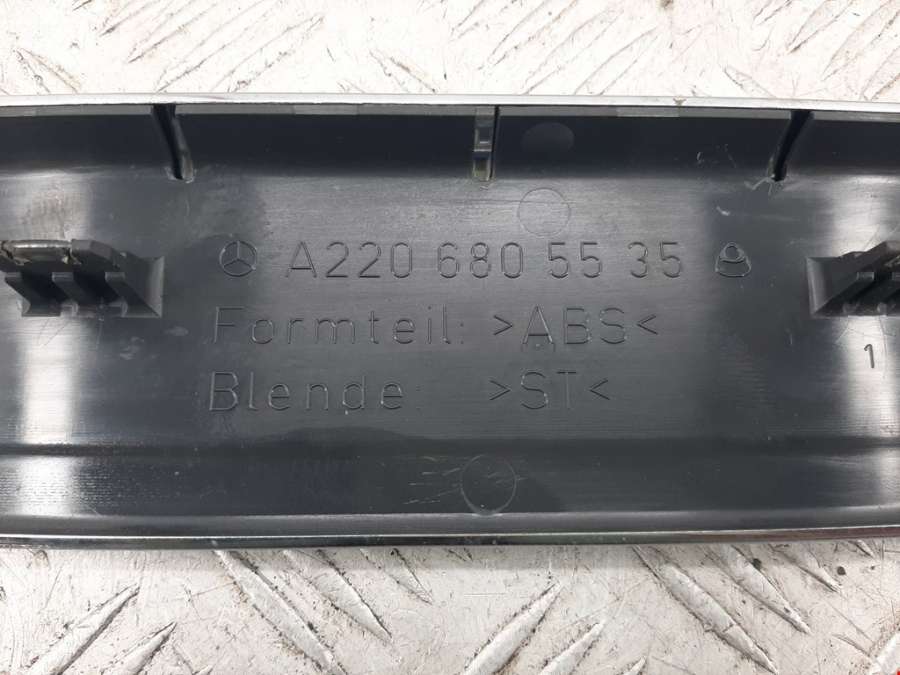 A220 680 55 35
Formteil: >ABS<
Blende: >ST<
1